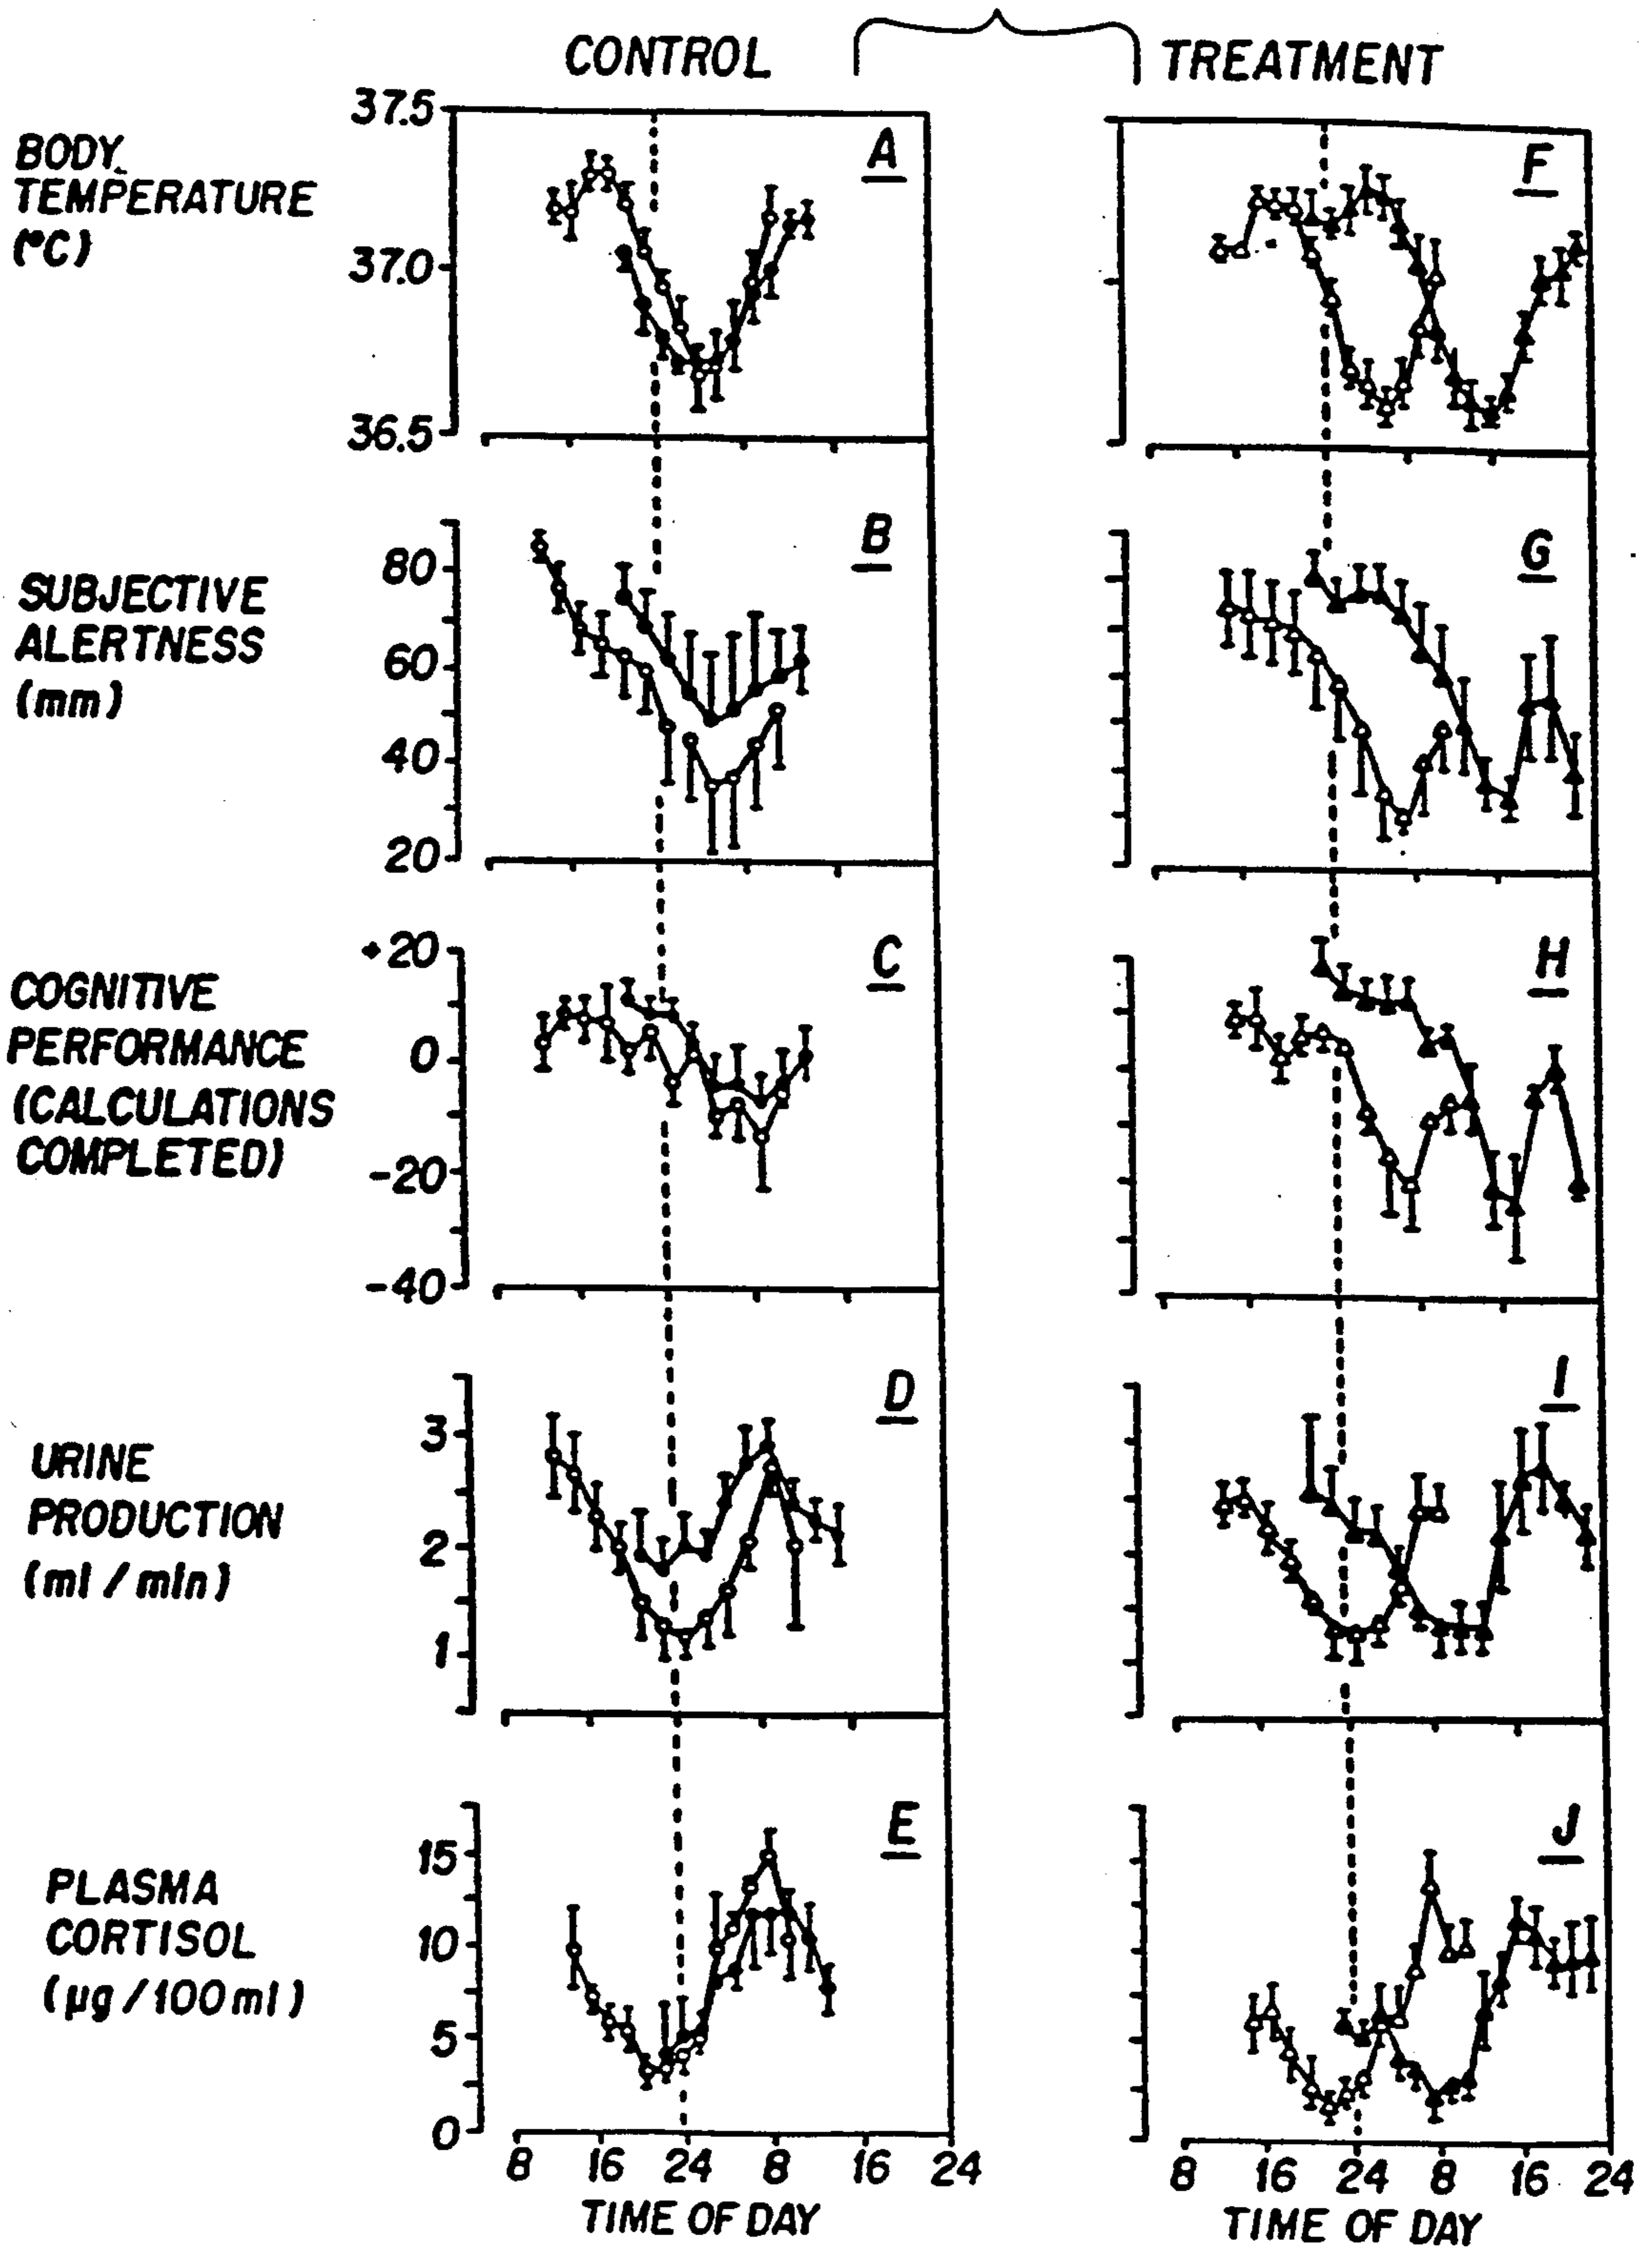 CONTROL TREATMENT
BODY
TEMPERATURE
(°C)
37.5
37.0
36.5
A
F
SUBJECTIVE
ALERTNESS
(mm)
80
60
40
20
B
G
COGNITIVE
PERFORMANCE
(CALCULATIONS
COMPLETED)
+20
0
-20
-40
C
H
URINE
PRODUCTION
(ml/min)
3
2
1
D
I
PLASMA
CORTISOL
(µg/100ml)
15
10
5
0
E
J
8 16 24 8 16 24
TIME OF DAY
8 16 24 8 16 24
TIME OF DAY